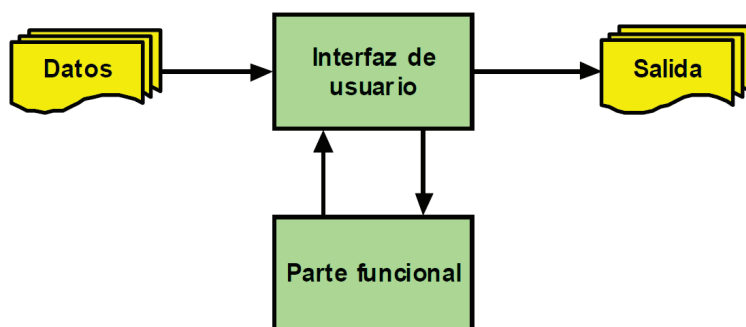 Datos
Interfaz de
usuario
Salida
Parte funcional